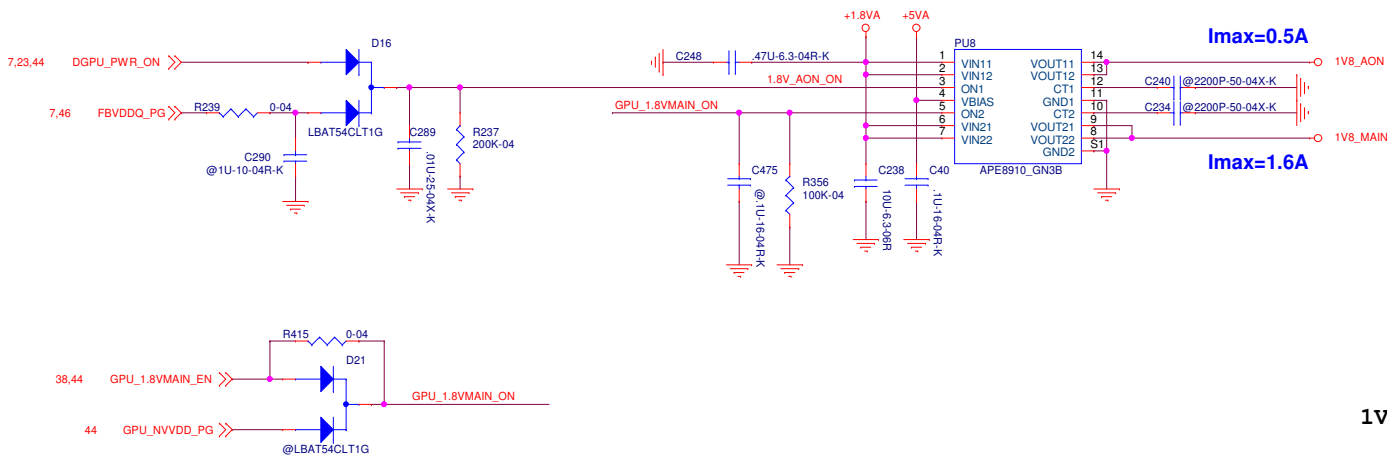 +1.8VA
+5VA
D16
7,23,44 DGPU_PWR_ON
R239 0-04
7,46 FBVDDQ_PG
LBAT54CLT1G
C290
@1U-10-04R-K
C289
.01U-25-04X-K
R237
200K-04
C248 .47U-6.3-04R-K
1.8V_AON_ON
GPU_1.8VMAIN_ON
C475
@.1U-16-04R-K
R356
100K-04
C238
10U-6.3-06R
C40
.1U-16-04R-K
PU8
1 VIN11 VOUT11 14
2 VIN12 VOUT12 13
3 ON1 CT1 12
4 VBIAS GND1 11
5 ON2 CT2 10
6 VIN21 VOUT21 9
7 VIN22 VOUT22 8
GND2 S1
APE8910_GN3B
Imax=0.5A
1V8_AON
C240 @2200P-50-04X-K
C234 @2200P-50-04X-K
1V8_MAIN
Imax=1.6A
R415 0-04
D21
38,44 GPU_1.8VMAIN_EN
GPU_1.8VMAIN_ON
44 GPU_NVVDD_PG
@LBAT54CLT1G
1V